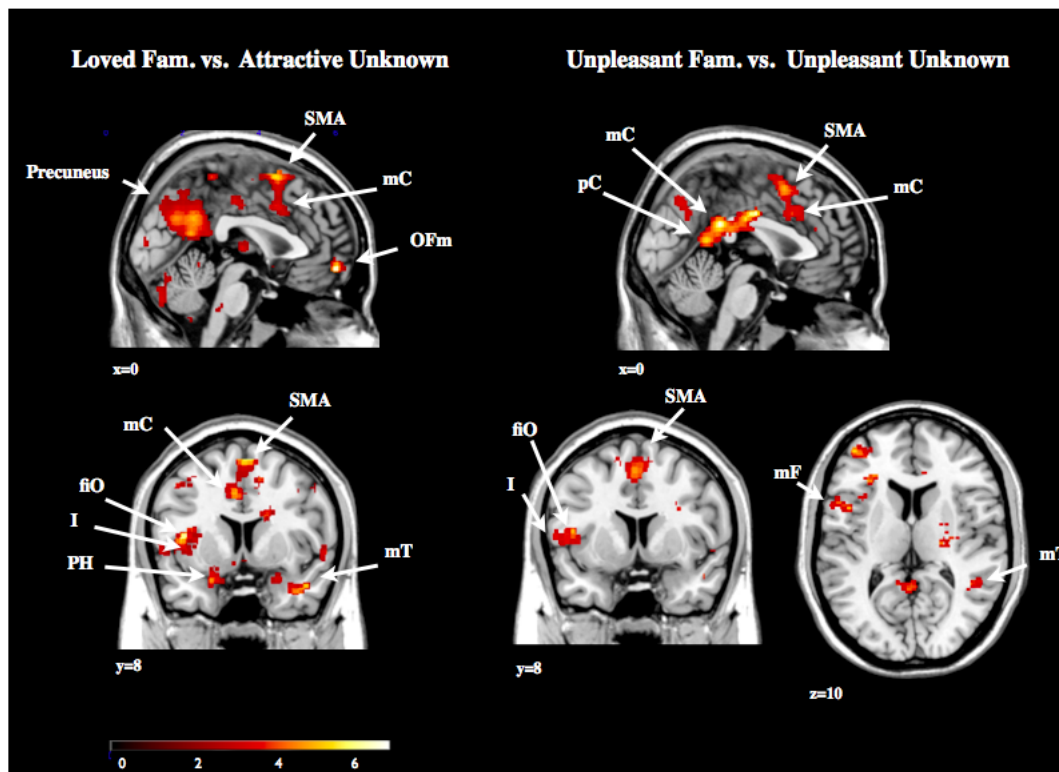 Loved Fam. vs. Attractive Unknown
Unpleasant Fam. vs. Unpleasant Unknown
SMA
Precuneus
mC
OFm
x=0
SMA
mC
pC
mC
x=0
SMA
mC
fiO
I
PH
mT
y=8
SMA
fiO
I
y=8
mF
mT
z=10
0 2 4 6